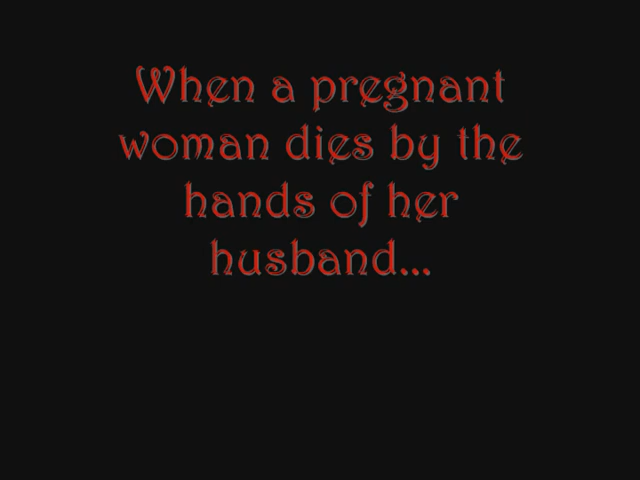 When a pregnant
woman dies by the
hands of her
husband...